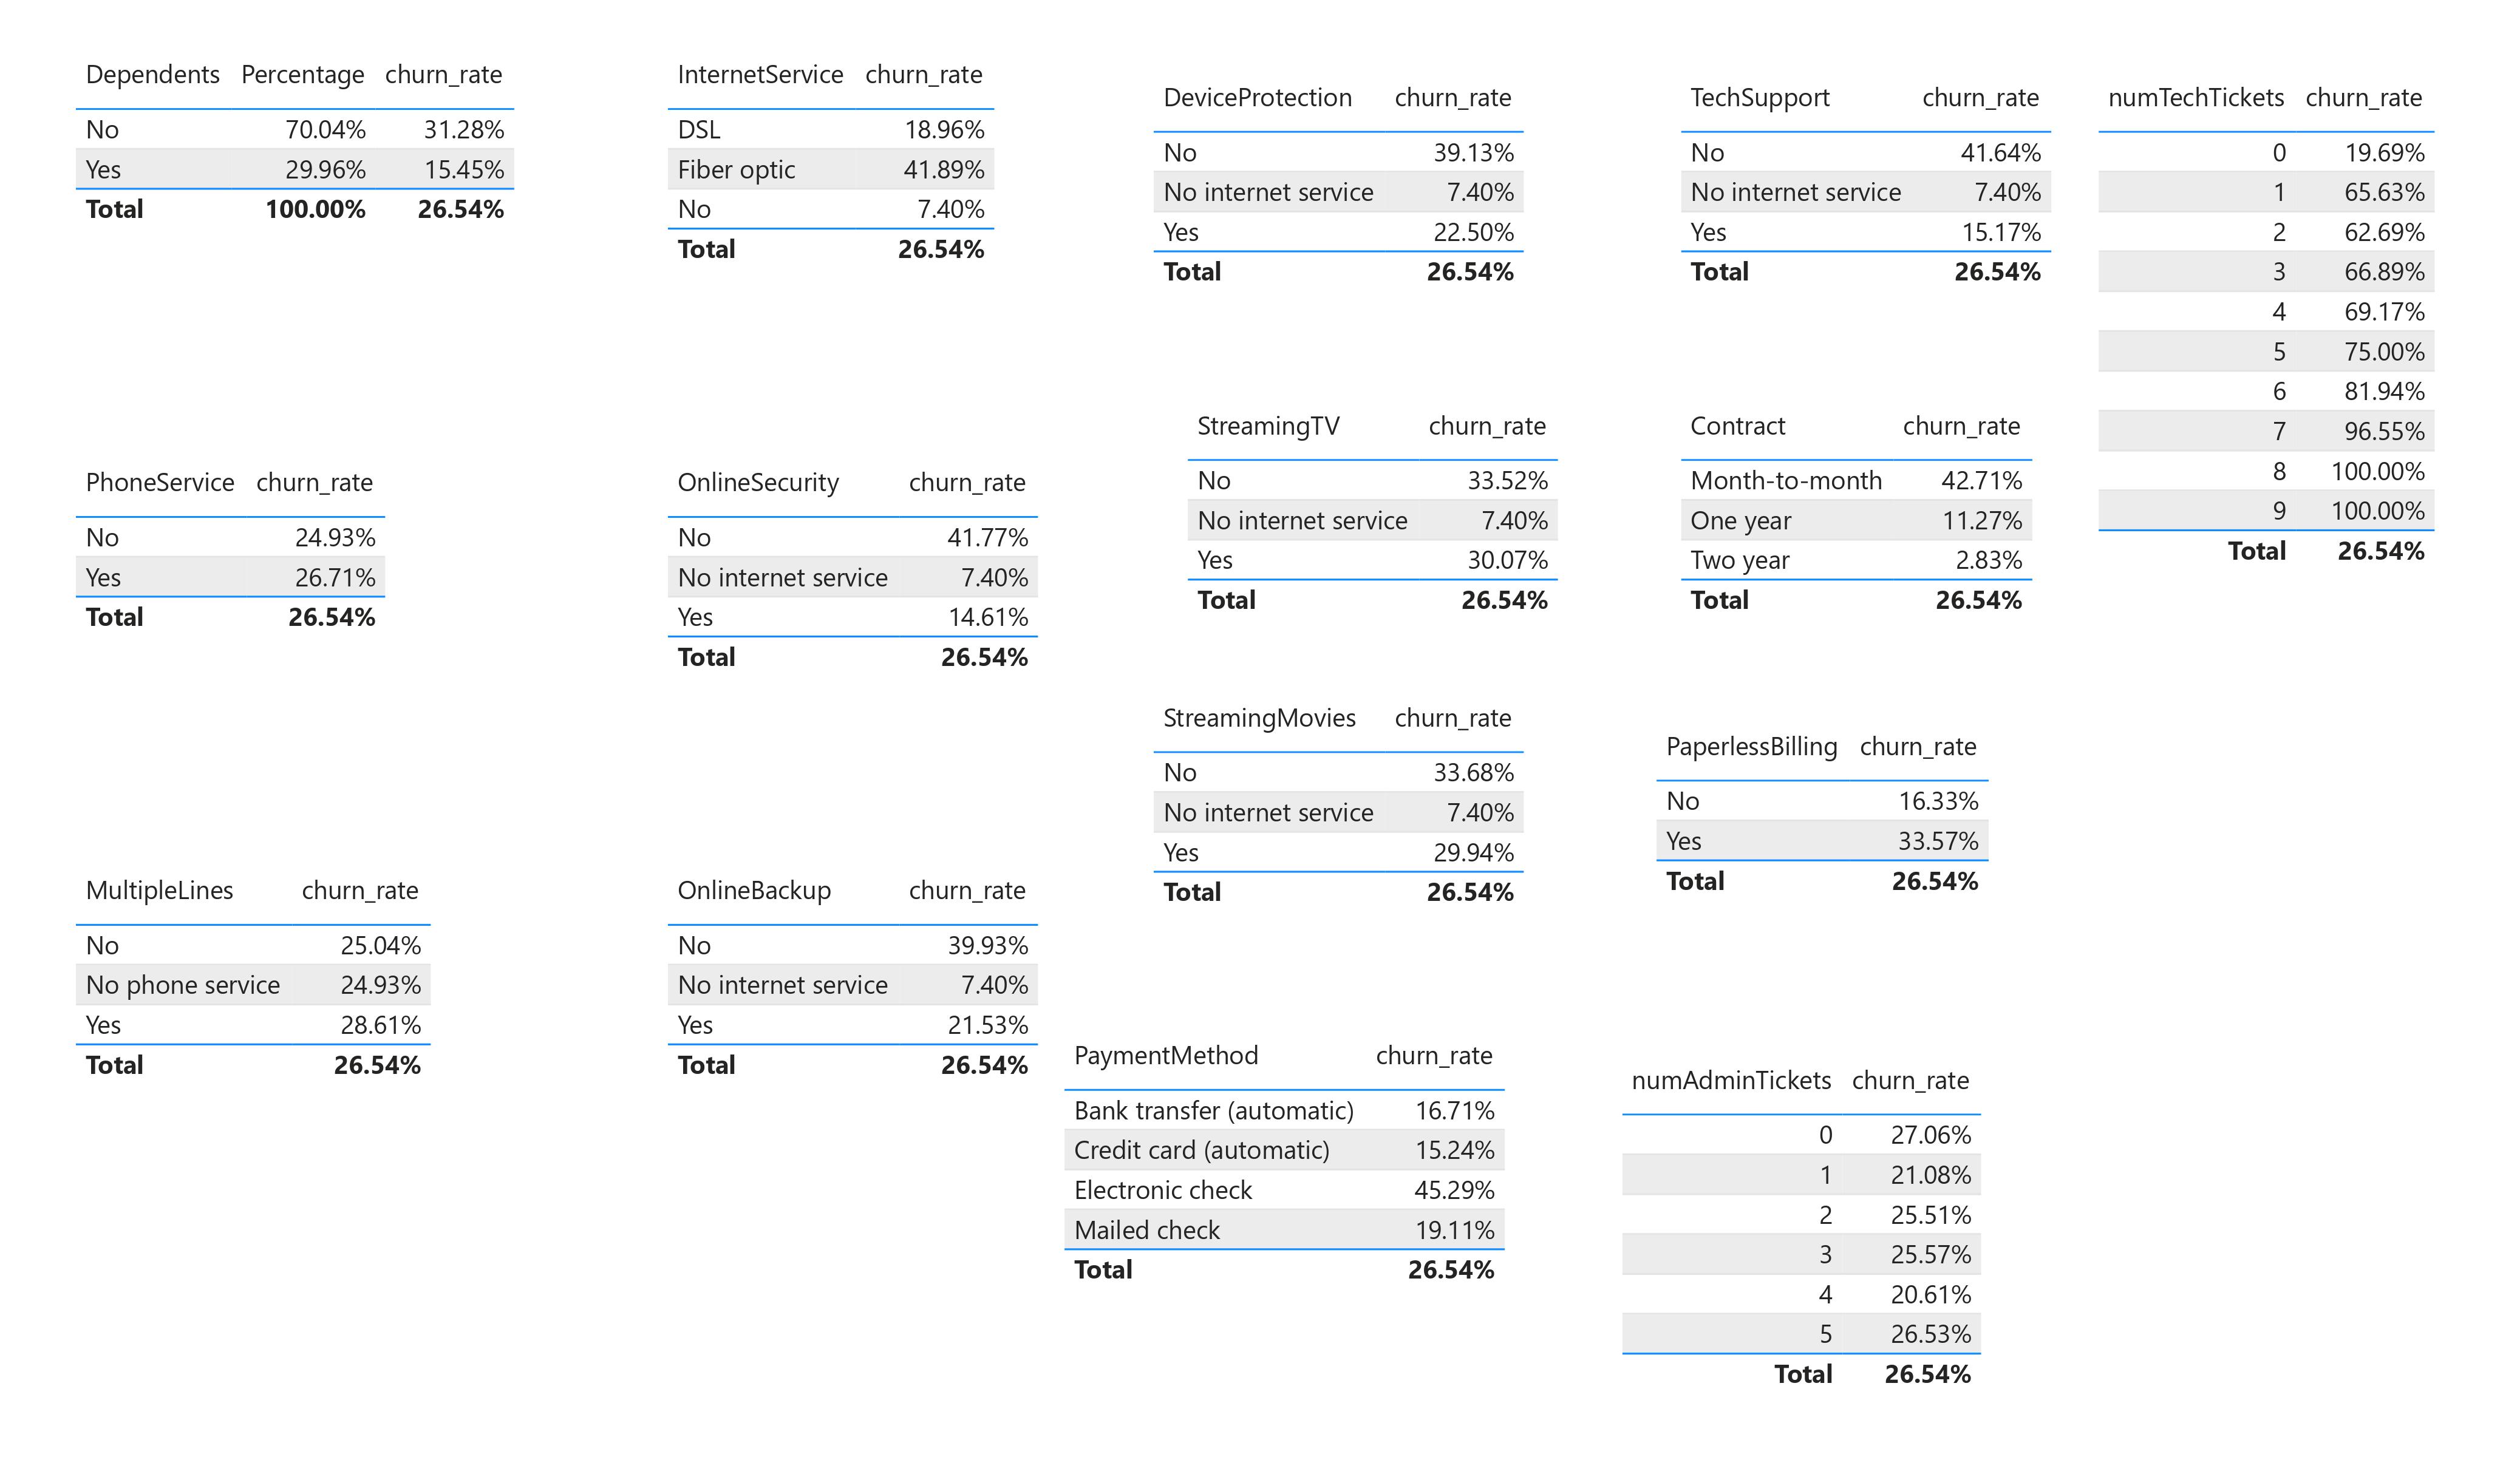 Dependents Percentage churn_rate
No 70.04% 31.28%
Yes 29.96% 15.45%
Total 100.00% 26.54%
InternetService churn_rate
DSL 18.96%
Fiber optic 41.89%
No 7.40%
Total 26.54%
DeviceProtection churn_rate
No 39.13%
No internet service 7.40%
Yes 22.50%
Total 26.54%
TechSupport churn_rate
No 41.64%
No internet service 7.40%
Yes 15.17%
Total 26.54%
numTechTickets churn_rate
0 19.69%
1 65.63%
2 62.69%
3 66.89%
4 69.17%
5 75.00%
6 81.94%
7 96.55%
8 100.00%
9 100.00%
Total 26.54%
PhoneService churn_rate
No 24.93%
Yes 26.71%
Total 26.54%
OnlineSecurity churn_rate
No 41.77%
No internet service 7.40%
Yes 14.61%
Total 26.54%
StreamingTV churn_rate
No 33.52%
No internet service 7.40%
Yes 30.07%
Total 26.54%
Contract churn_rate
Month-to-month 42.71%
One year 11.27%
Two year 2.83%
Total 26.54%
StreamingMovies churn_rate
No 33.68%
No internet service 7.40%
Yes 29.94%
Total 26.54%
PaperlessBilling churn_rate
No 16.33%
Yes 33.57%
Total 26.54%
MultipleLines churn_rate
No 25.04%
No phone service 24.93%
Yes 28.61%
Total 26.54%
OnlineBackup churn_rate
No 39.93%
No internet service 7.40%
Yes 21.53%
Total 26.54%
PaymentMethod churn_rate
Bank transfer (automatic) 16.71%
Credit card (automatic) 15.24%
Electronic check 45.29%
Mailed check 19.11%
Total 26.54%
numAdminTickets churn_rate
0 27.06%
1 21.08%
2 25.51%
3 25.57%
4 20.61%
5 26.53%
Total 26.54%